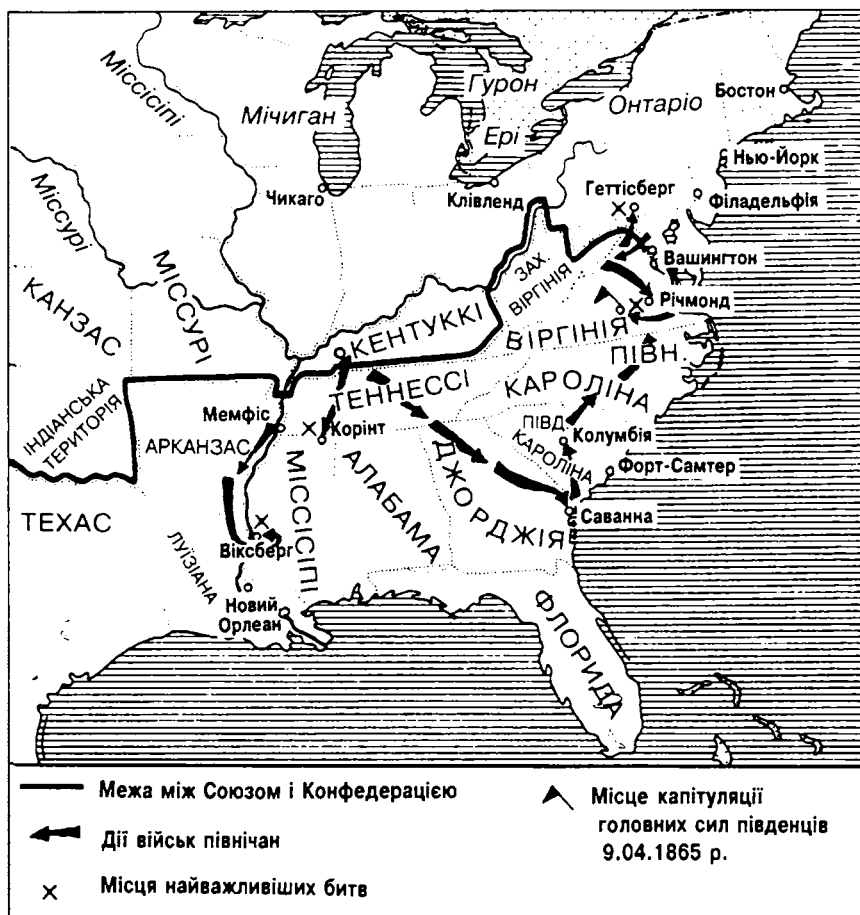 Міссісіпі
Мічиган
Гурон
Онтаріо
Ері
Бостон
Нью-Йорк
Чикаго
Клівленд
Геттісберг
Філадельфія
Міссурі
Вашингтон
КАНЗАС
МІССУРІ
ЗАХ.
ВІРГІНІЯ
Річмонд
КЕНТУККІ
ВІРГІНІЯ
ПІВН.
КАРОЛІНА
ІНДІАНСЬКА
ТЕРИТОРІЯ
ТЕННЕССІ
Мемфіс
АРКАНЗАС
Корінт
ПІВД.
КАРОЛІНА
Колумбія
Форт-Самтер
МІССІСІПІ
АЛАБАМА
ДЖОРДЖІЯ
Саванна
ТЕХАС
Віксберг
ЛУЇЗІАНА
Новий
Орлеан
ФЛОРИДА
Межа між Союзом і Конфедерацією
Дії військ північан
Місця найважливіших битв
Місце капітуляції
головних сил південців
9.04.1865 р.